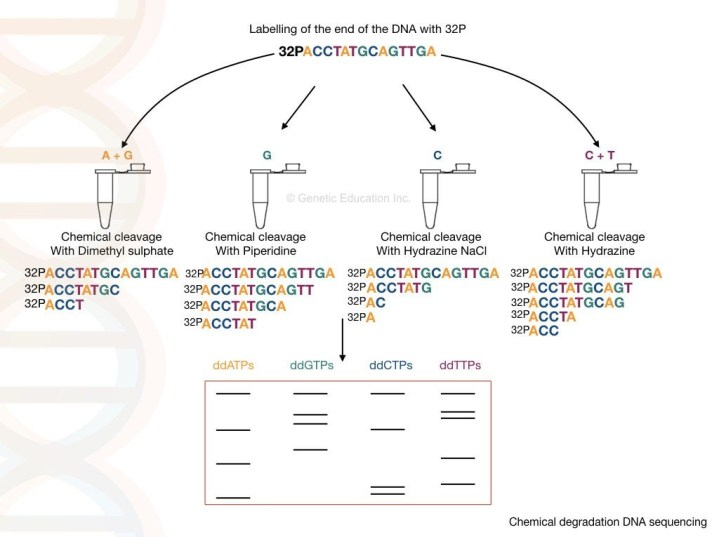 Labelling of the end of the DNA with 32P
32PACCTATGCAGTTGA
A + G
G
C
C + T
© Genetic Education Inc.
Chemical cleavage
With Dimethyl sulphate
Chemical cleavage
With Piperidine
Chemical cleavage
With Hydrazine NaCl
Chemical cleavage
With Hydrazine
32PACCTATGCAGTTGA
32PACCTATGC
32PACCT
32PACCTATGCAGTTGA
32PACCTATGCAGTT
32PACCTATGCA
32PACCTAT
32PACCTATGCAGTTGA
32PACCTATG
32PAC
32PA
32PACCTATGCAGTTGA
32PACCTATGCAGT
32PACCTATGCAG
32PACCTA
32PACC
ddATPs
ddGTPs
ddCTPs
ddTTPs
Chemical degradation DNA sequencing